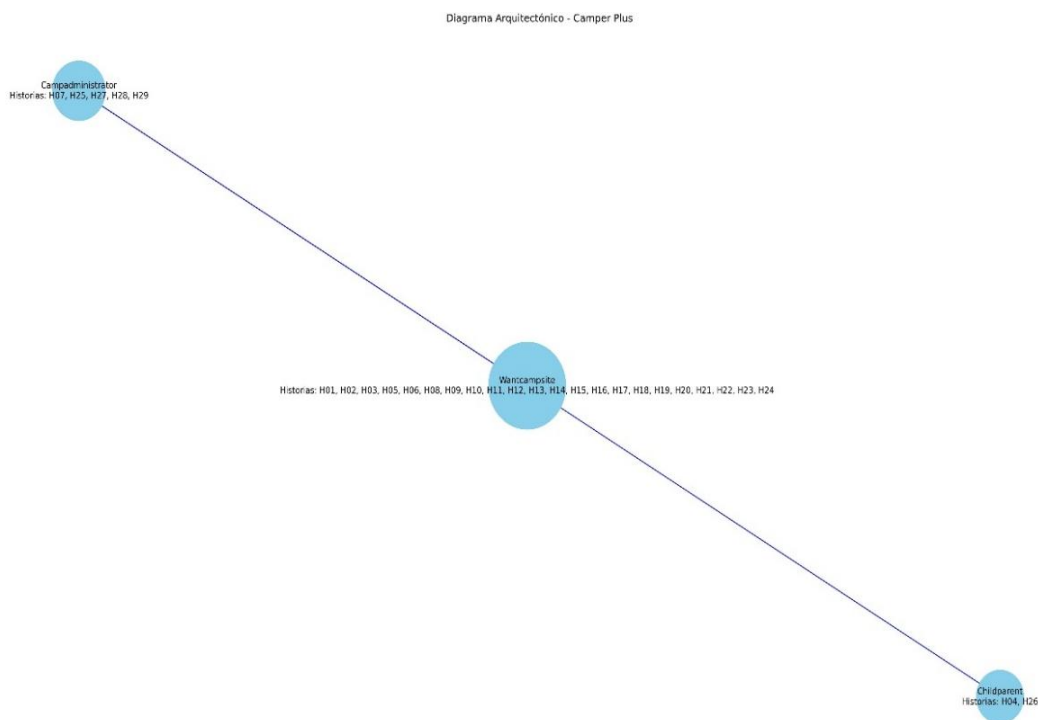 Diagrama Arquitectónico - Camper Plus
Campadministrator
Historias: H07, H25, H27, H28, H29
Wantcampsite
Historias: H01, H02, H03, H05, H06, H08, H09, H10, H11, H12, H13, H14, H15, H16, H17, H18, H19, H20, H21, H22, H23, H24
Childparent
Historias: H04, H26